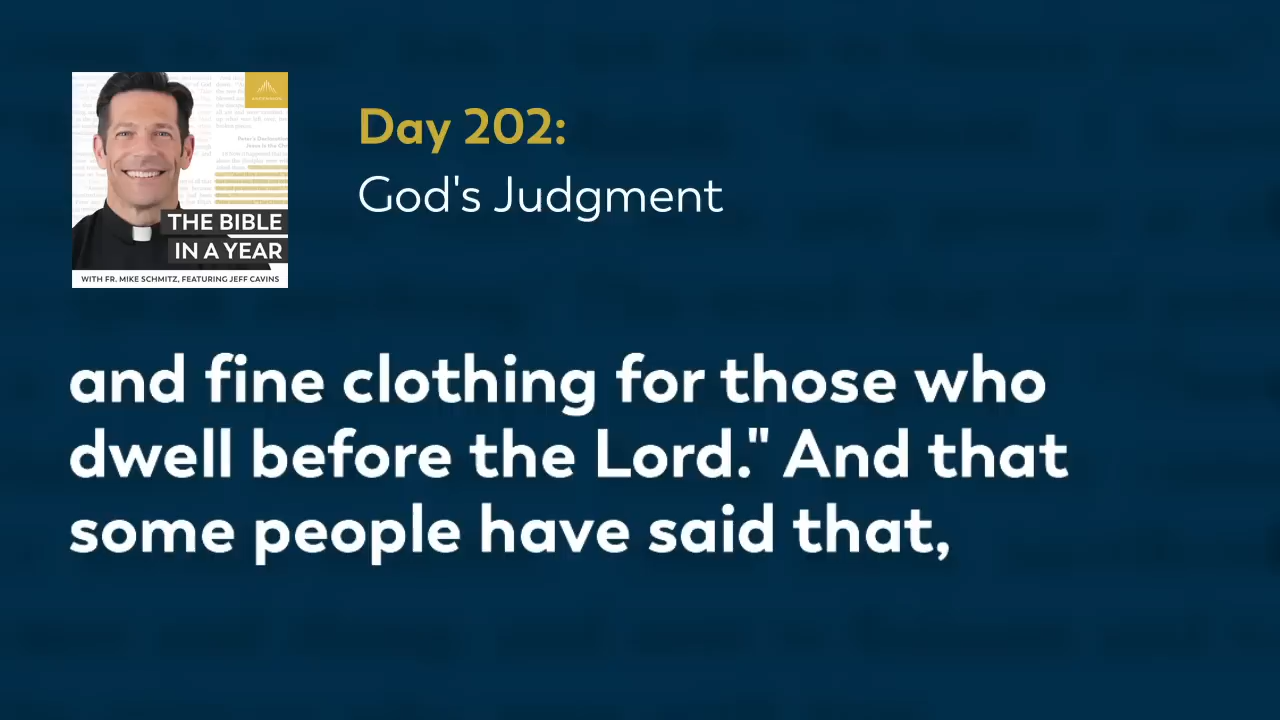 Day 202:
God's Judgment
THE BIBLE
IN A YEAR
WITH FR. MIKE SCHMITZ, FEATURING JEFF CAVINS
and fine clothing for those who
dwell before the Lord." And that
some people have said that,